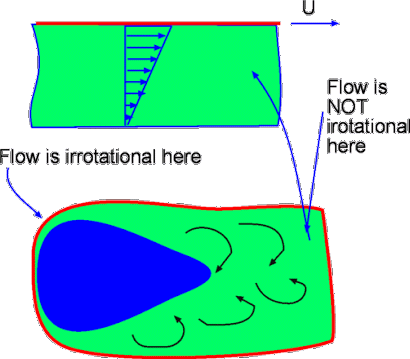 U
Flow is
NOT
irotational
here
Flow is irrotational here